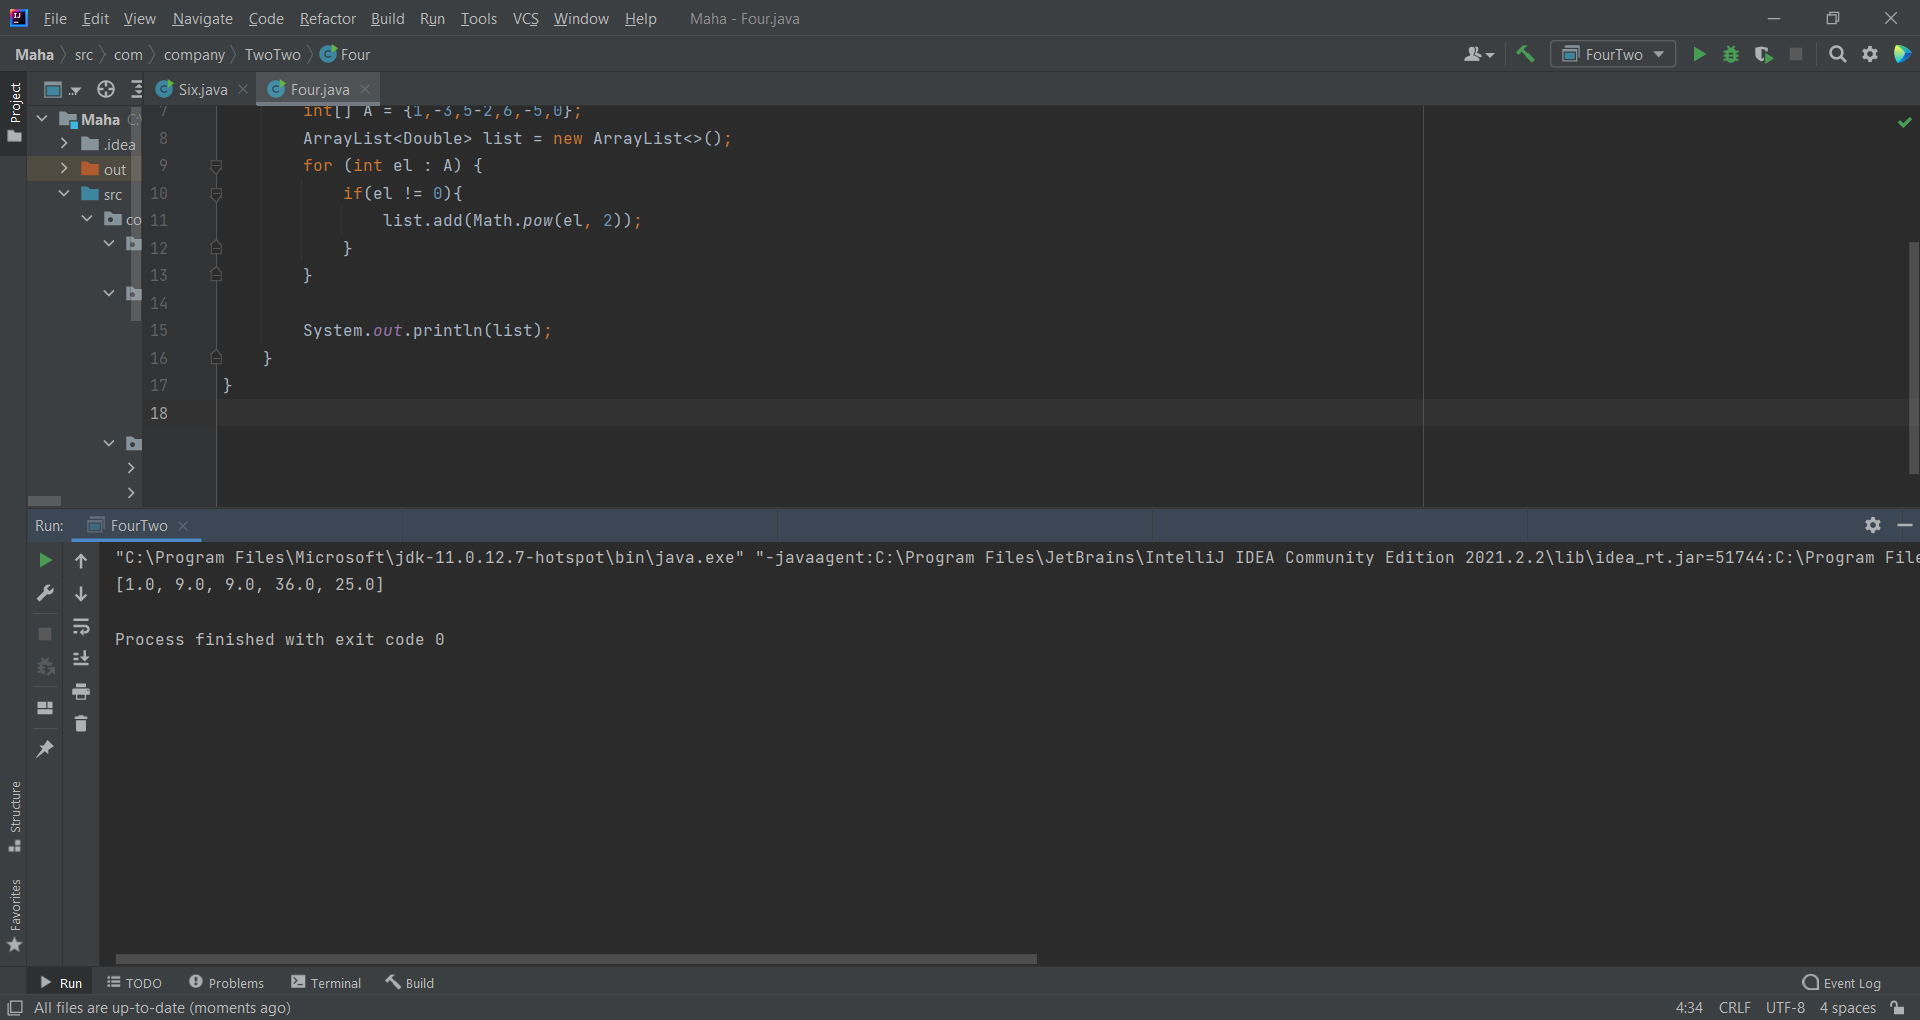 File Edit View Navigate Code Refactor Build Run Tools VCS Window Help Maha - Four.java
Maha src com company TwoTwo Four FourTwo
Project
Six.java Four.java
Maha
.idea
out
src
co
7 int[] A = {1,-3,5-2,6,-5,0};
8 ArrayList<Double> list = new ArrayList<>();
9 for (int el : A) {
10 if(el != 0){
11 list.add(Math.pow(el, 2));
12 }
13 }
14
15 System.out.println(list);
16 }
17 }
18
Run: FourTwo
"C:\Program Files\Microsoft\jdk-11.0.12.7-hotspot\bin\java.exe" "-javaagent:C:\Program Files\JetBrains\IntelliJ IDEA Community Edition 2021.2.2\lib\idea_rt.jar=51744:C:\Program File
[1.0, 9.0, 9.0, 36.0, 25.0]
Process finished with exit code 0
Structure
Favorites
Run TODO Problems Terminal Build Event Log
All files are up-to-date (moments ago) 4:34 CRLF UTF-8 4 spaces